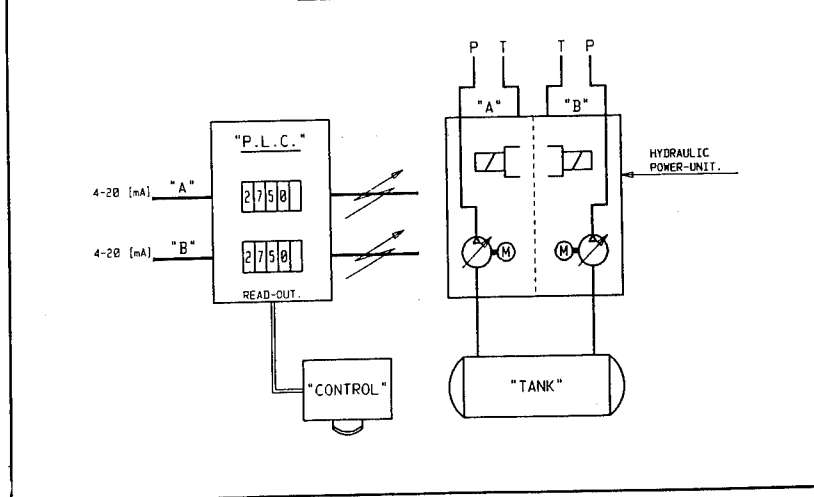 P T T P
"A" "B"
"P.L.C."
HYDRAULIC
POWER-UNIT.
4-20 [mA] "A"
2750
4-20 [mA] "B"
2750
M M
READ-OUT.
"CONTROL"
"TANK"